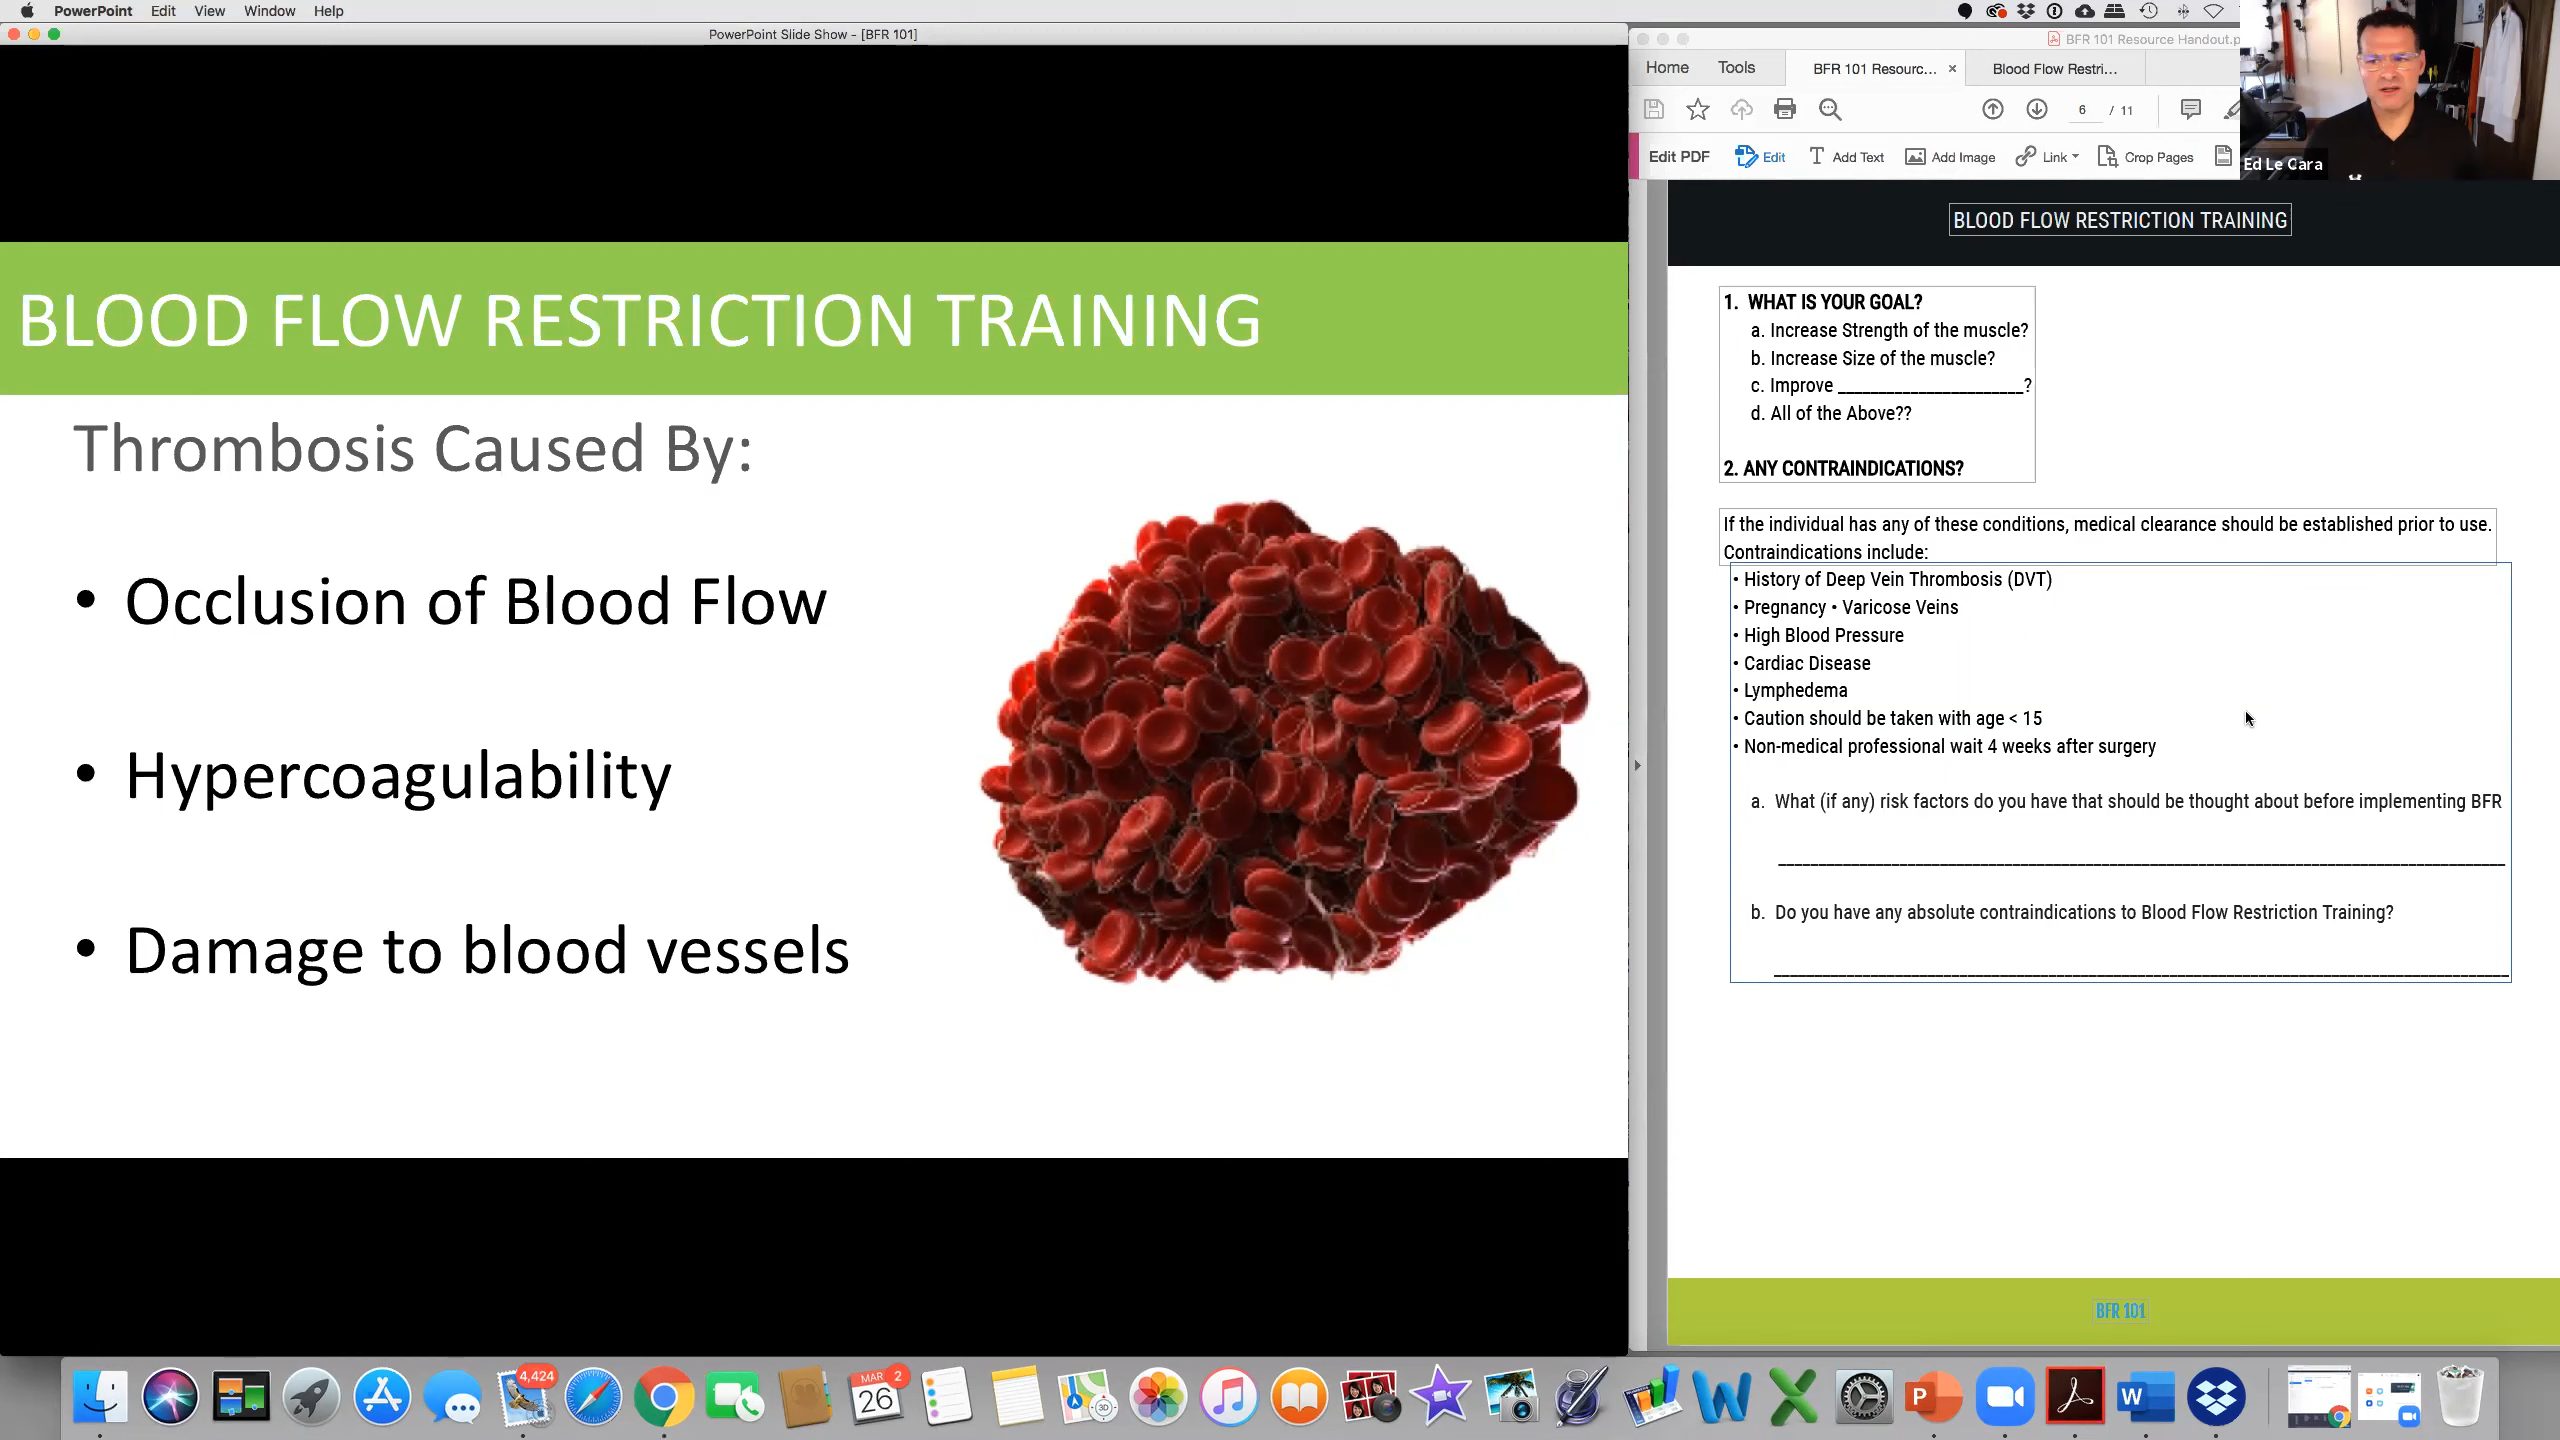 PowerPoint Edit View Window Help
PowerPoint Slide Show - [BFR 101]
BLOOD FLOW RESTRICTION TRAINING
Thrombosis Caused By:
• Occlusion of Blood Flow
• Hypercoagulability
• Damage to blood vessels
BFR 101 Resource Handout.p
Home Tools BFR 101 Resourc... × Blood Flow Restri...
6 / 11
Edit PDF Edit Add Text Add Image Link Crop Pages
Ed Le Cara
BLOOD FLOW RESTRICTION TRAINING
1. WHAT IS YOUR GOAL?
a. Increase Strength of the muscle?
b. Increase Size of the muscle?
c. Improve ______________________?
d. All of the Above??
2. ANY CONTRAINDICATIONS?
If the individual has any of these conditions, medical clearance should be established prior to use.
Contraindications include:
• History of Deep Vein Thrombosis (DVT)
• Pregnancy • Varicose Veins
• High Blood Pressure
• Cardiac Disease
• Lymphedema
• Caution should be taken with age < 15
• Non-medical professional wait 4 weeks after surgery
a. What (if any) risk factors do you have that should be thought about before implementing BFR
b. Do you have any absolute contraindications to Blood Flow Restriction Training?
BFR 101
4,424
MAR 2
26
3D
P
W